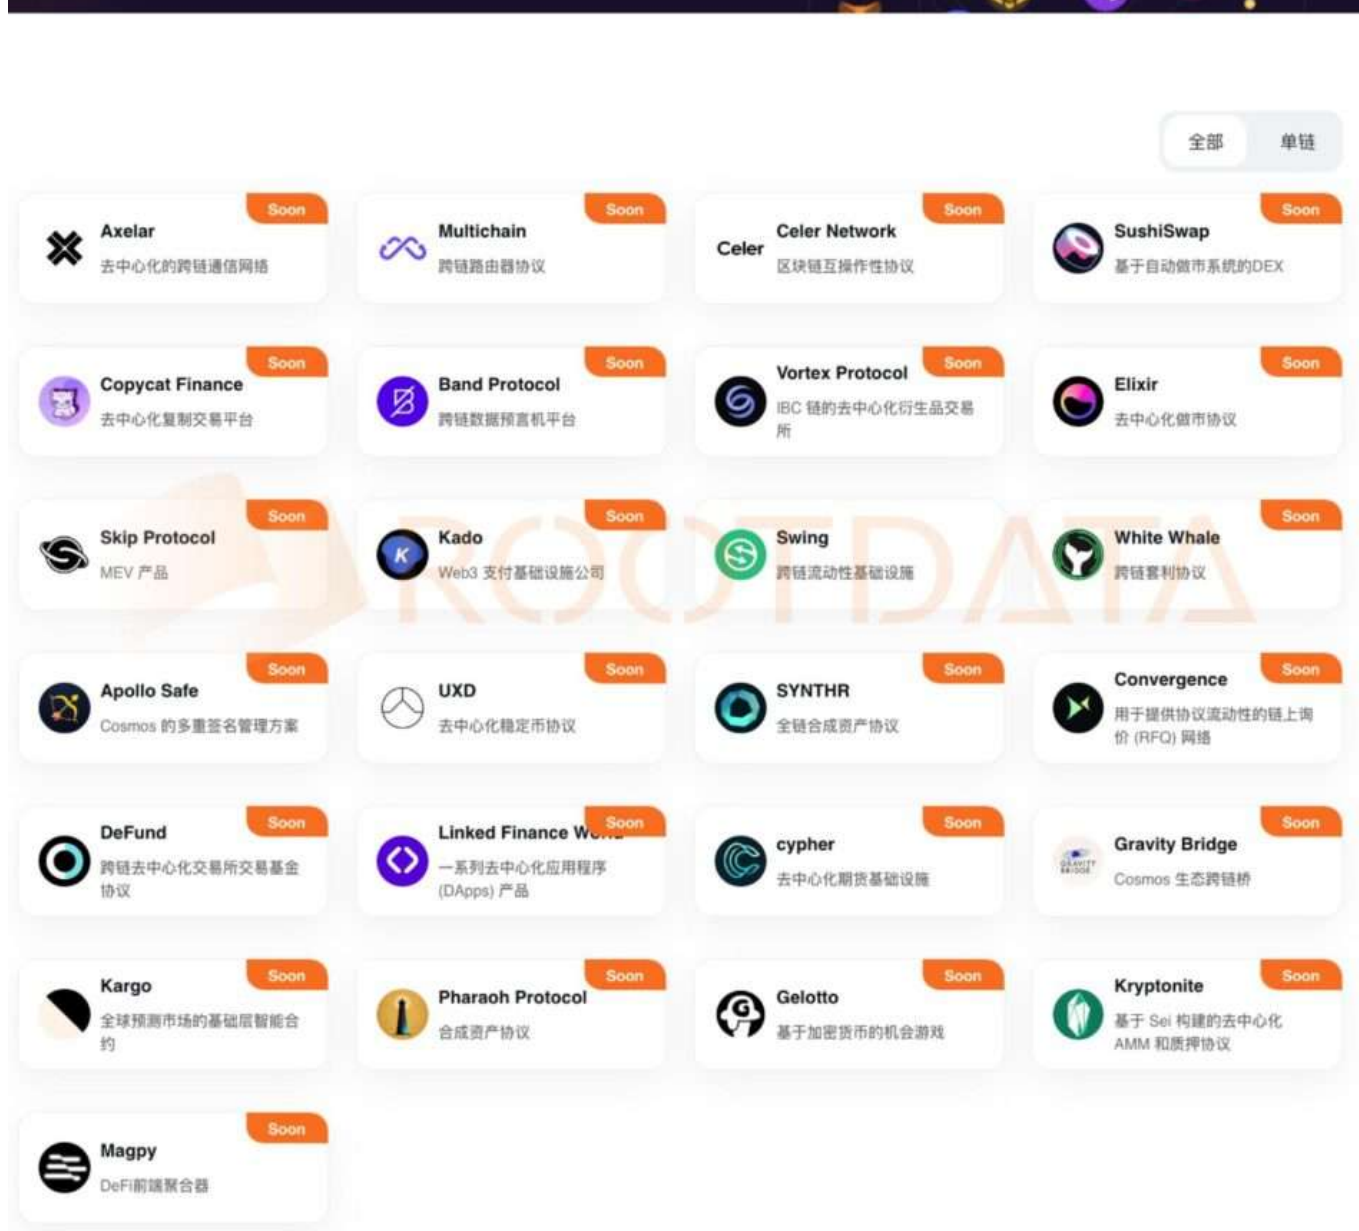 全部 单链
Soon
Axelar
去中心化的跨链通信网络
Soon
Multichain
跨链路由器协议
Soon
Celer
Celer Network
区块链互操作性协议
Soon
SushiSwap
基于自动做市系统的DEX
Soon
Copycat Finance
去中心化复制交易平台
Soon
Band Protocol
跨链数据预言机平台
Soon
Vortex Protocol
IBC 链的去中心化衍生品交易
所
Soon
Elixir
去中心化做市协议
Soon
Skip Protocol
MEV 产品
Soon
Kado
Web3 支付基础设施公司
Swing
跨链流动性基础设施
Soon
White Whale
跨链套利协议
ROOTDATA
Soon
Apollo Safe
Cosmos 的多重签名管理方案
Soon
UXD
去中心化稳定币协议
Soon
SYNTHR
全链合成资产协议
Soon
Convergence
用于提供协议流动性的链上询
价 (RFQ) 网络
Soon
DeFund
跨链去中心化交易所交易基金
协议
Soon
Linked Finance World
一系列去中心化应用程序
(DApps) 产品
Soon
cypher
去中心化期货基础设施
Soon
GRAVITY
BRIDGE
Gravity Bridge
Cosmos 生态跨链桥
Soon
Kargo
全球预测市场的基础层智能合
约
Soon
Pharaoh Protocol
合成资产协议
Soon
Gelotto
基于加密货币的机会游戏
Soon
Kryptonite
基于 Sei 构建的去中心化
AMM 和质押协议
Soon
Magpy
DeFi前端聚合器